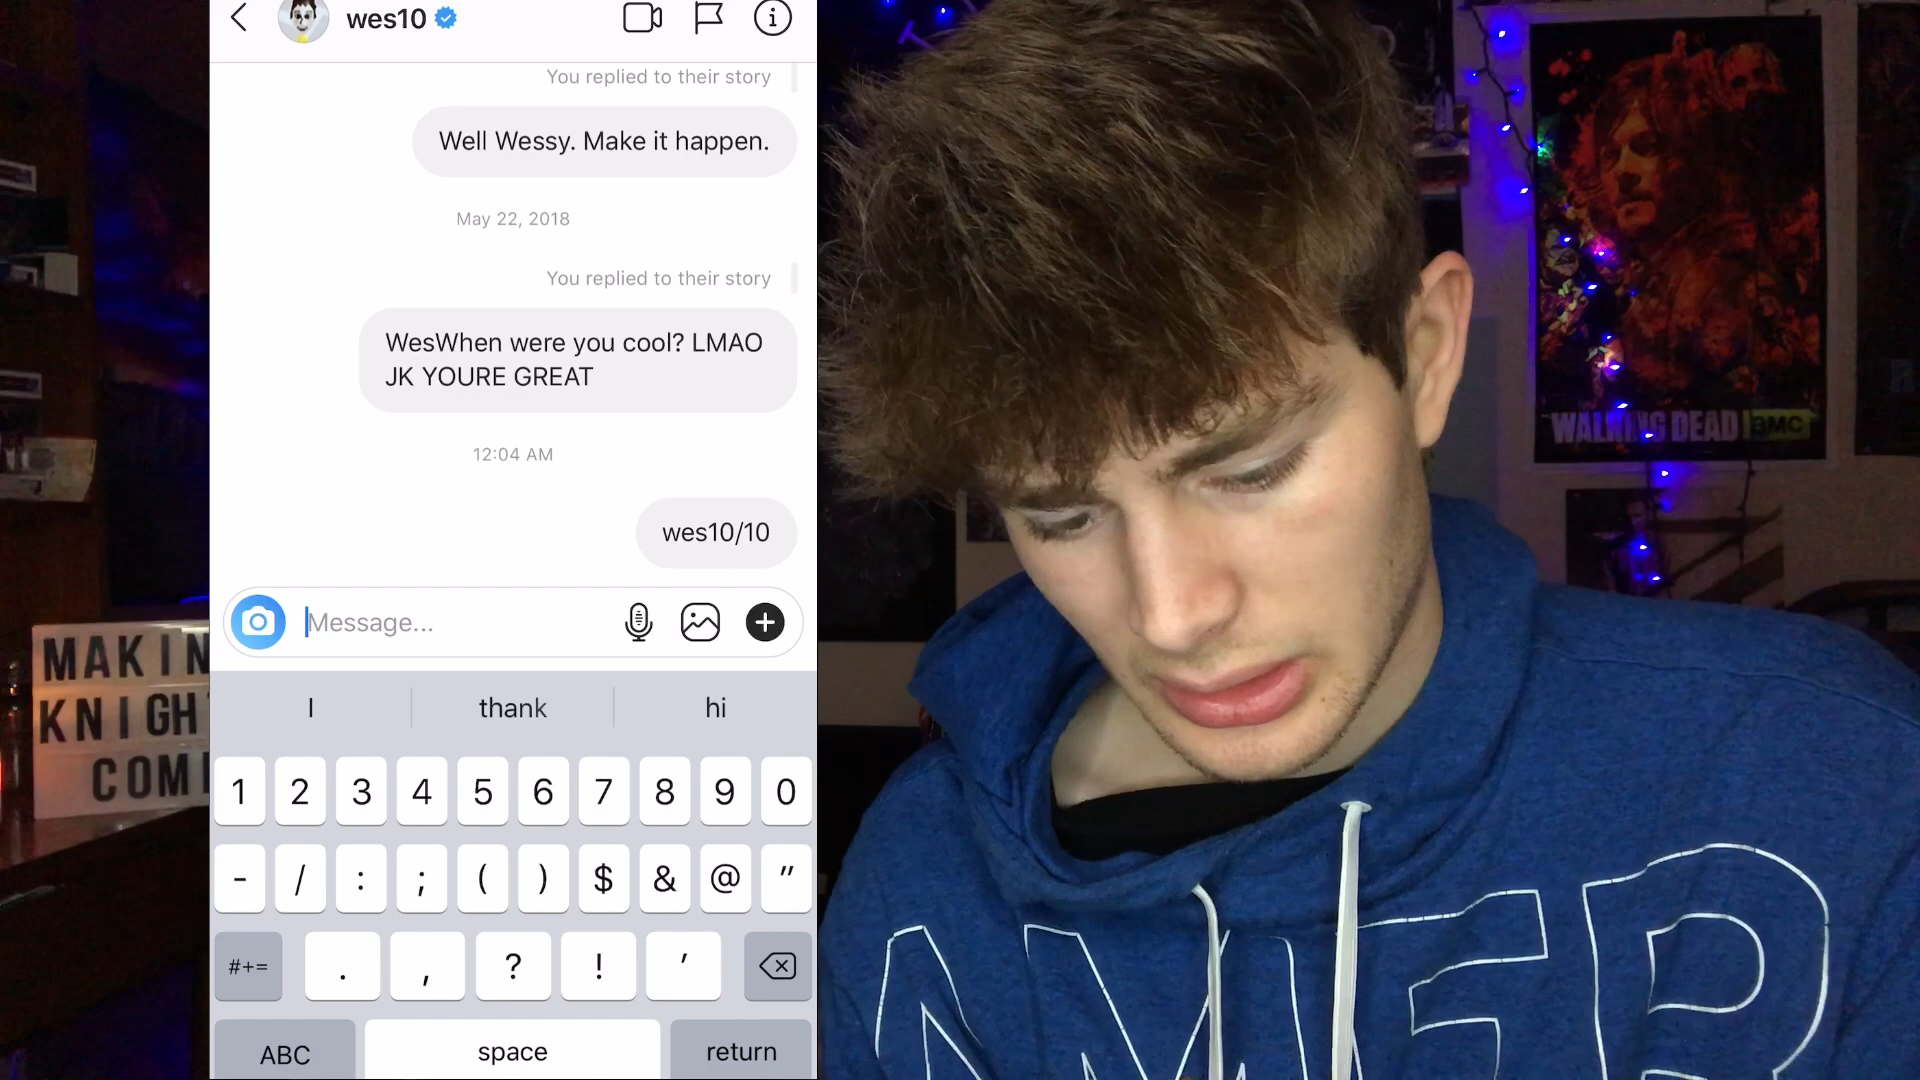 wes10
You replied to their story
Well Wessy. Make it happen.
May 22, 2018
You replied to their story
WesWhen were you cool? LMAO
JK YOURE GREAT
12:04 AM
wes10/10
Message...
I thank hi
1 2 3 4 5 6 7 8 9 0
- / : ; ( ) $ & @ "
#+= . , ? ! '
ABC space return
MAKIN
KNIGH
COMI
WALKING DEAD AMC